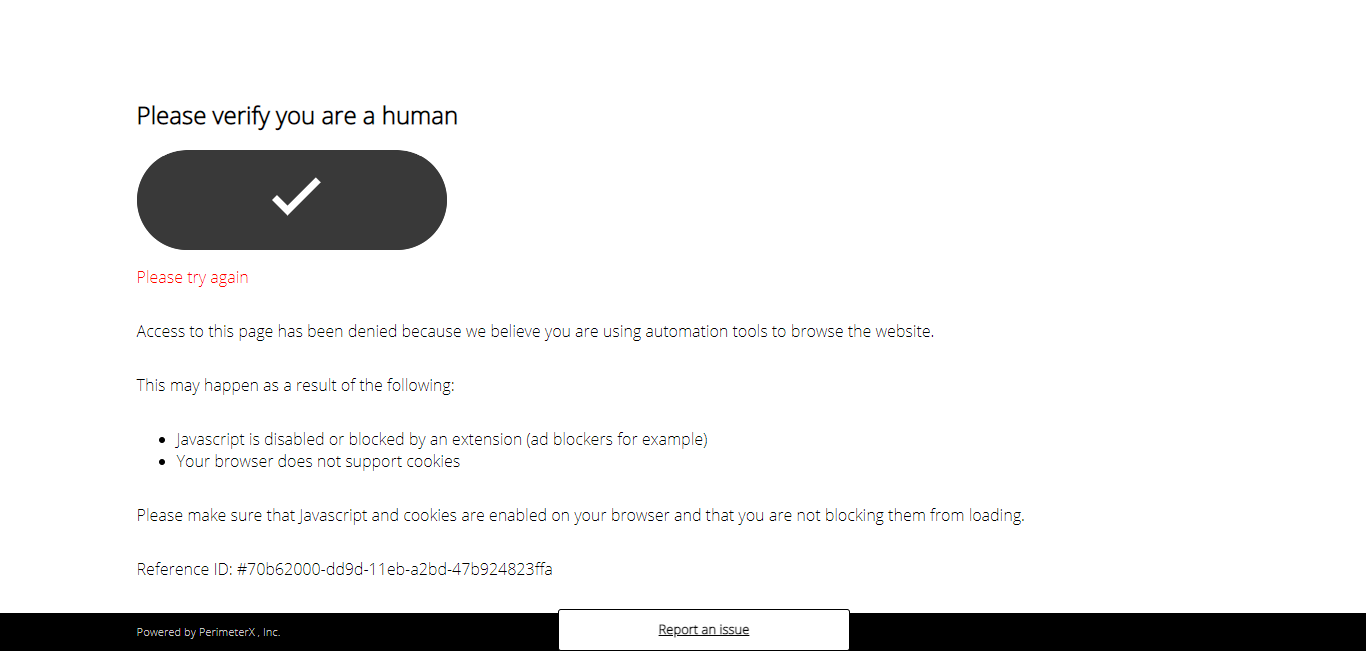 Please verify you are a human
Please try again
Access to this page has been denied because we believe you are using automation tools to browse the website.
This may happen as a result of the following:
Javascript is disabled or blocked by an extension (ad blockers for example)
Your browser does not support cookies
Please make sure that Javascript and cookies are enabled on your browser and that you are not blocking them from loading.
Reference ID: #70b62000-dd9d-11eb-a2bd-47b924823ffa
Powered by PerimeterX , Inc.
Report an issue